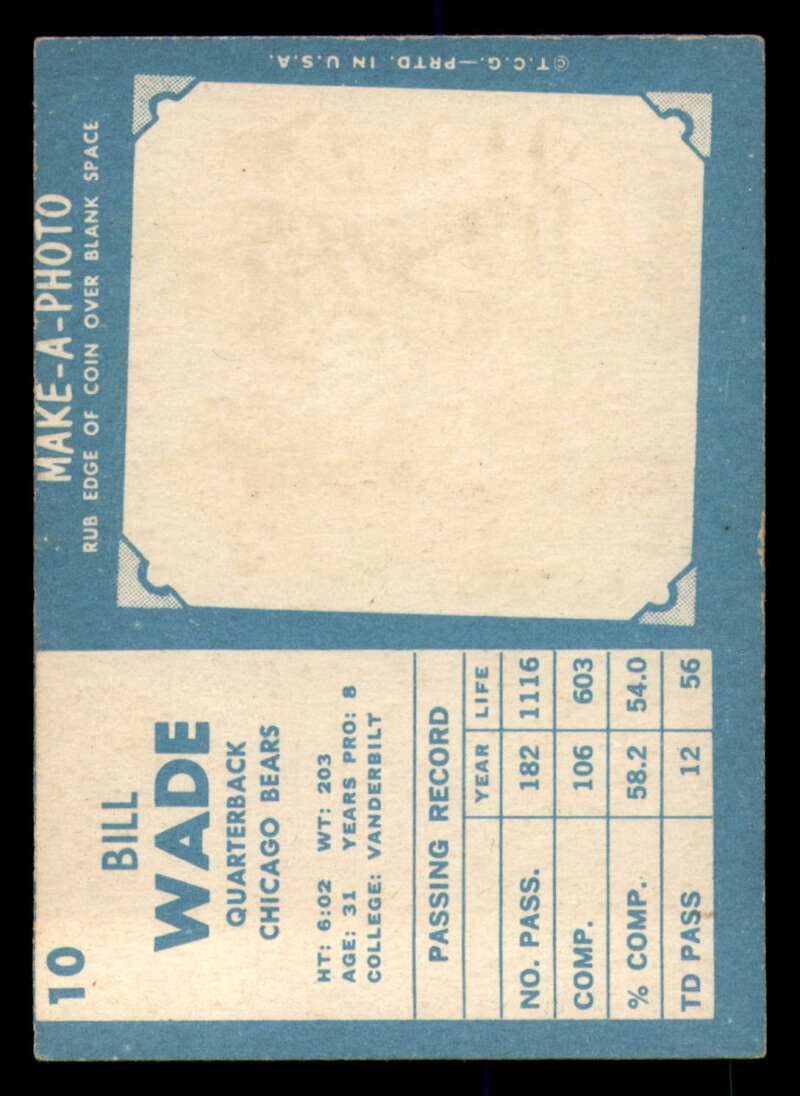 10
BILL
WADE
QUARTERBACK
CHICAGO BEARS
HT: 6:02 WT: 203
AGE: 31 YEARS PRO: 8
COLLEGE: VANDERBILT
PASSING RECORD
YEAR LIFE
NO. PASS. 182 1116
COMP. 106 603
% COMP. 58.2 54.0
TD PASS 12 56
MAKE-A-PHOTO
RUB EDGE OF COIN OVER BLANK SPACE
©T.C.G.—PRTD. IN U.S.A.